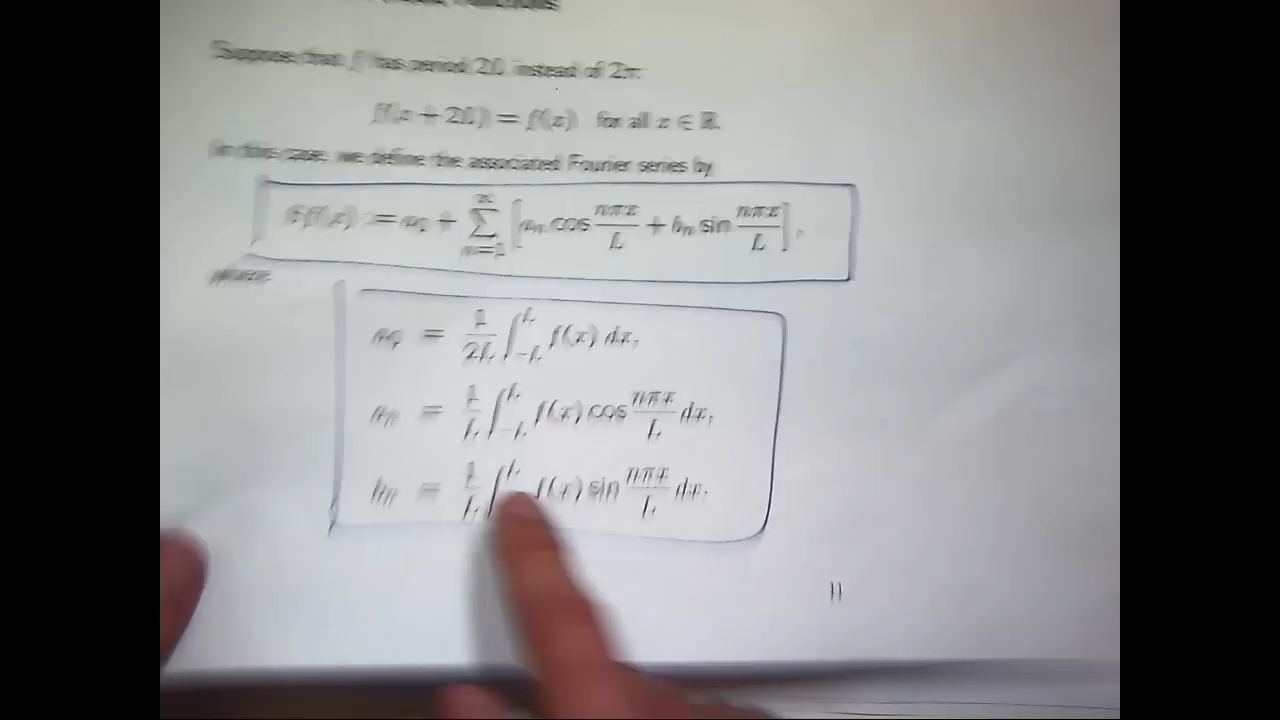 Suppose that f has period 2L instead of 2π:
f(x + 2L) = f(x) for all x ∈ ℝ.
In this case, we define the associated Fourier series by
Ff(x) := a₀ + ∑_{n=1}^{∞} [aₙ cos nπx/L + bₙ sin nπx/L],
where
a₀ = 1/2L ∫_{-L}^{L} f(x) dx,
aₙ = 1/L ∫_{-L}^{L} f(x) cos nπx/L dx,
bₙ = 1/L ∫^{L} f(x) sin nπx/L dx.
11